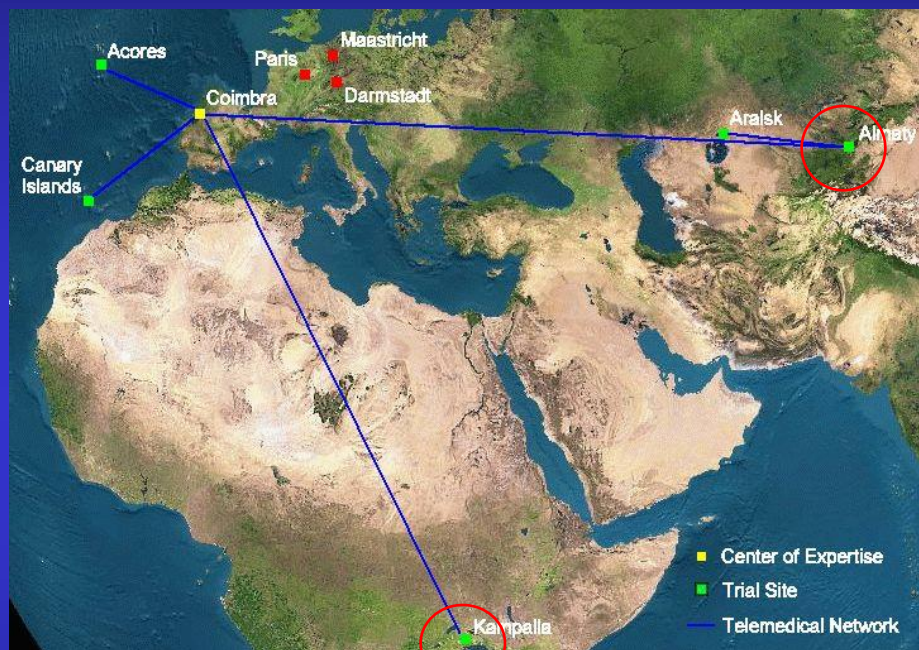 Acores
Maastricht
Paris
Darmstadt
Coimbra
Aralsk
Almaty
Canary
Islands
Center of Expertise
Trial Site
Kampalla
Telemedical Network